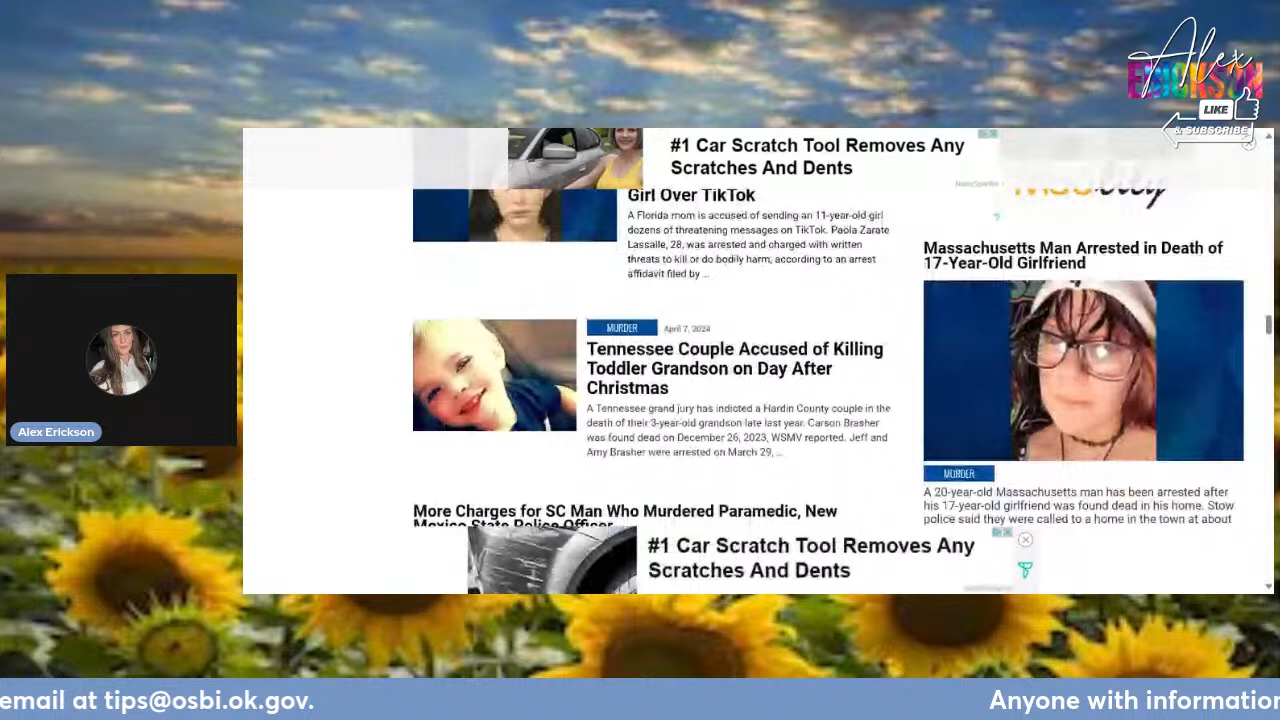 Alex
ERICKSON
LIKE
& SUBSCRIBE
#1 Car Scratch Tool Removes Any
Scratches And Dents
Girl Over TikTok
A Florida mom is accused of sending an 11-year-old girl
dozens of threatening messages on TikTok. Paola Zarate
Lassalle, 28, was arrested and charged with written
threats to kill or do bodily harm, according to an arrest
affidavit filed by ...
MURDER April 7, 2024
Tennessee Couple Accused of Killing
Toddler Grandson on Day After
Christmas
A Tennessee grand jury has indicted a Hardin County couple in the
death of their 3-year-old grandson late last year. Carson Brasher
was found dead on December 26, 2023, WSMV reported. Jeff and
Amy Brasher were arrested on March 29, ...
More Charges for SC Man Who Murdered Paramedic, New
Mexico State Police Officer
Massachusetts Man Arrested in Death of
17-Year-Old Girlfriend
MURDER
A 20-year-old Massachusetts man has been arrested after
his 17-year-old girlfriend was found dead in his home. Stow
police said they were called to a home in the town at about
#1 Car Scratch Tool Removes Any
Scratches And Dents
Alex Erickson
email at tips@osbi.ok.gov. Anyone with information